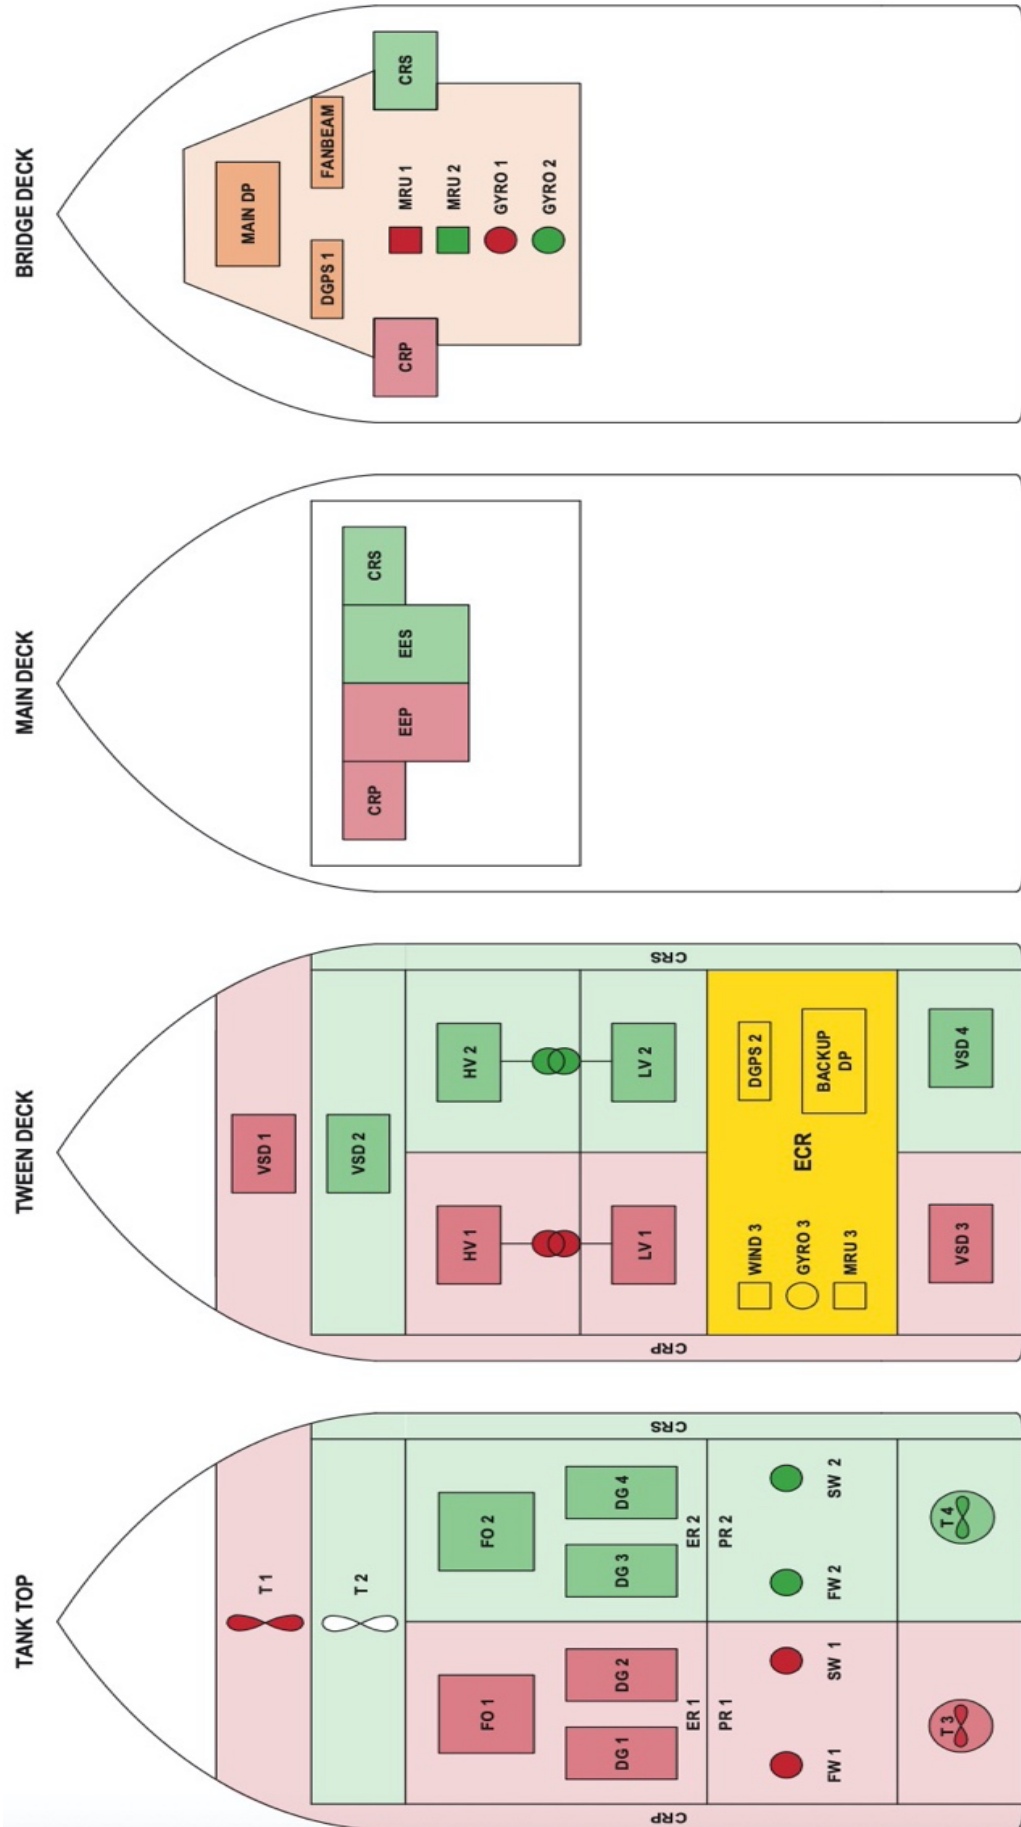 BRIDGE DECK
MAIN DP
DGPS 1
FANBEAM
CRP
CRS
MRU 1
MRU 2
GYRO 1
GYRO 2
MAIN DECK
CRP
EEP
EES
CRS
TWEEN DECK
VSD 1
VSD 2
HV 1
HV 2
LV 1
LV 2
CRP
CRS
WIND 3
GYRO 3
MRU 3
ECR
DGPS 2
BACKUP
DP
VSD 3
VSD 4
TANK TOP
T 1
T 2
FO 1
FO 2
DG 1
DG 2
DG 3
DG 4
ER 1
ER 2
PR 1
PR 2
CRP
CRS
FW 1
SW 1
FW 2
SW 2
T 3
T 4